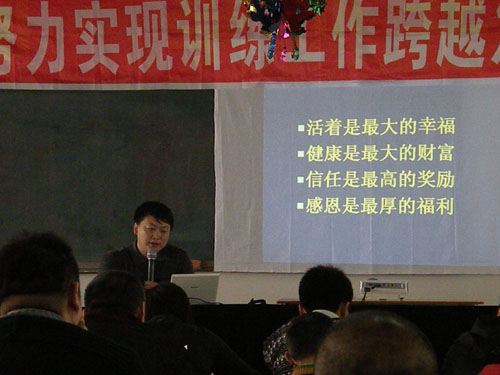 努力实现训练工作跨越
活着是最大的幸福
健康是最大的财富
信任是最高的奖励
感恩是最厚的福利